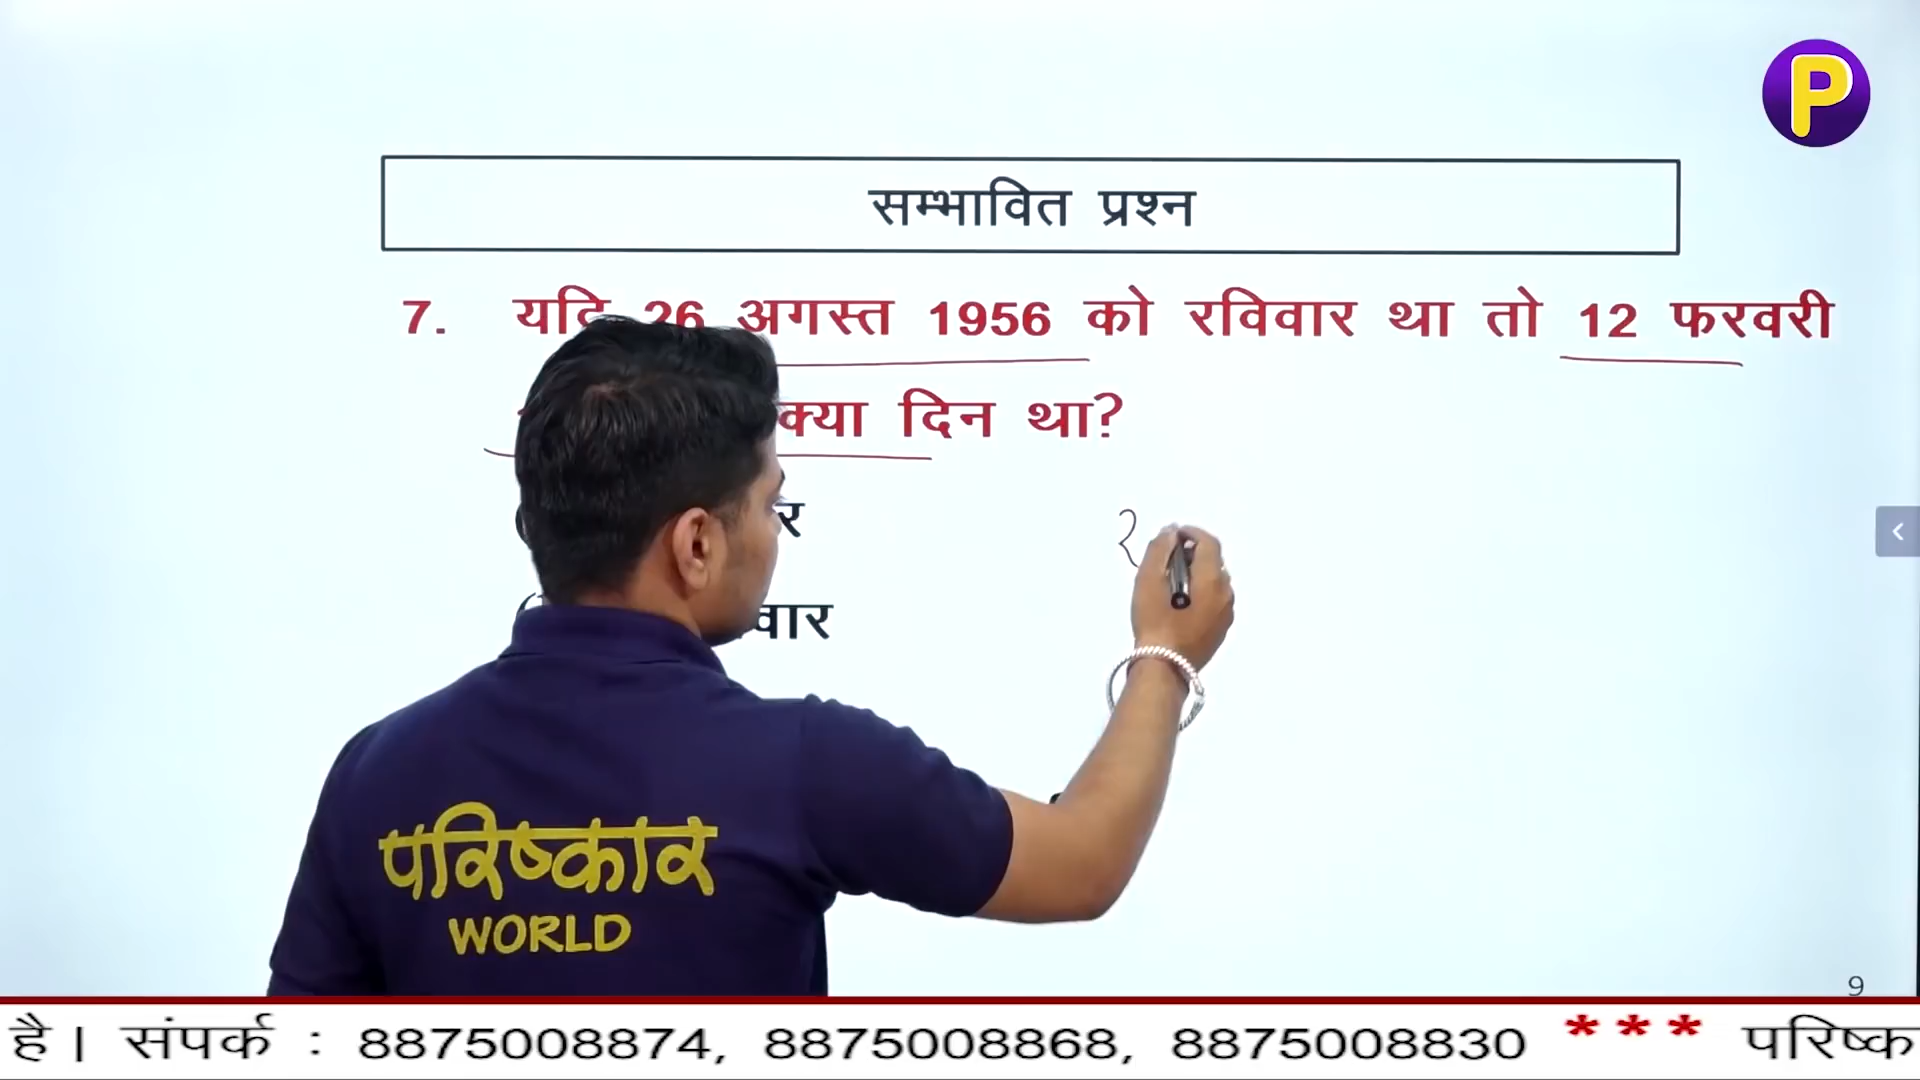 P
सम्भावित प्रश्न
7. यदि 26 अगस्त 1956 को रविवार था तो 12 फरवरी
क्या दिन था?
परिष्कार
WORLD
9
है। संपर्क : 8875008874, 8875008868, 8875008830 *** परिष्क